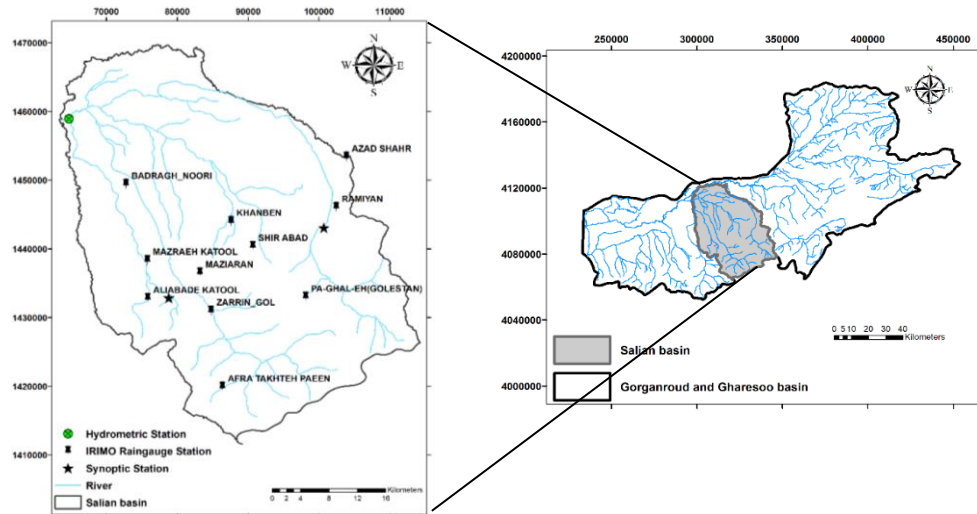 70000 80000 90000 100000 110000
1470000
1460000
1450000
1440000
1430000
1420000
1410000
N
W E
S
AZAD SHAHR
BADRAGH_NOORI
RAMIYAN
KHANBEN
SHIR ABAD
MAZRAEH KATOOL
MAZIARAN
ALIABADE KATOOL
PA-GHAL-EH(GOLESTAN)
ZARRIN_GOL
AFRA TAKHTEH PAEEN
Hydrometric Station
IRIMO Raingauge Station
Synoptic Station
River
Salian basin
Kilometers
0 2 4 8 12 16
250000 300000 350000 400000 450000
4200000
4160000
4120000
4080000
4040000
4000000
N
W E
S
0 5 10 20 30 40
Kilometers
Salian basin
Gorganroud and Gharesoo basin